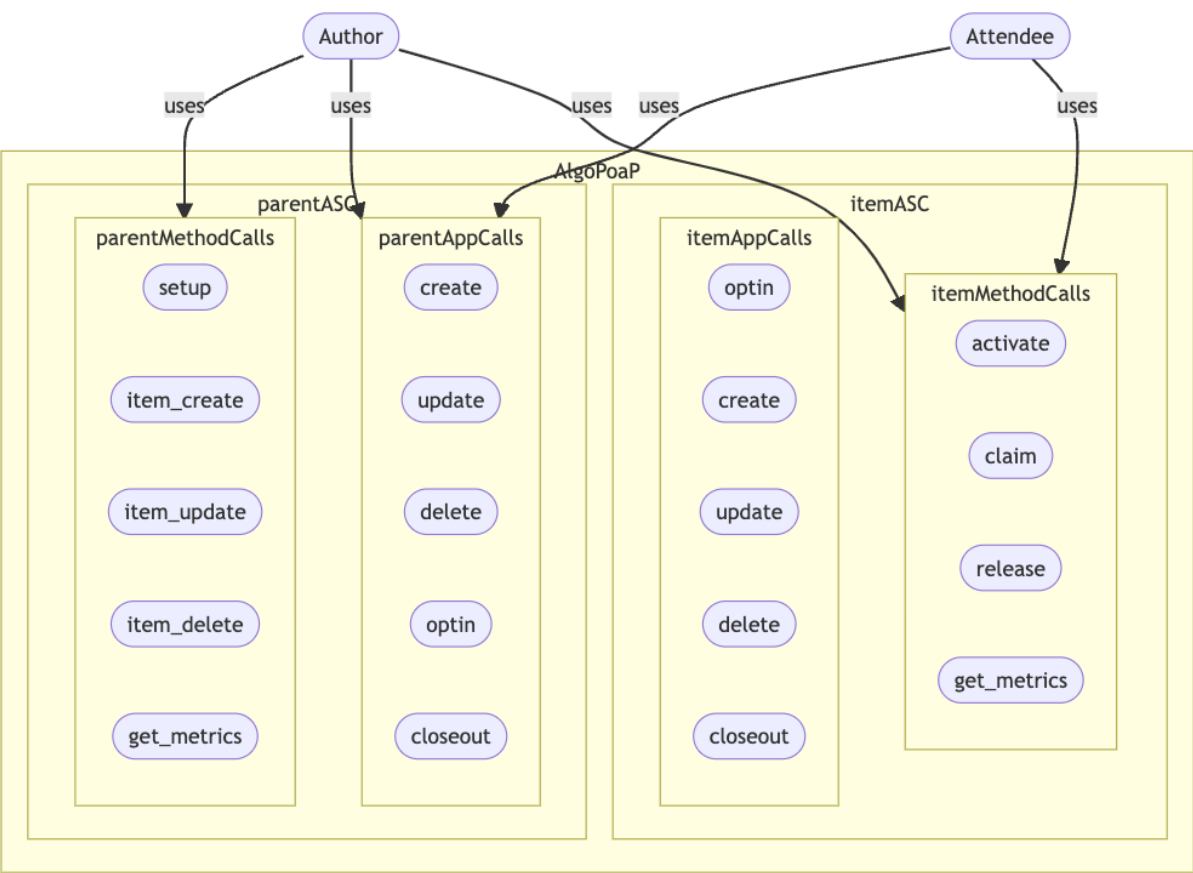 Author
Attendee
uses
uses
uses
uses
uses
AlgoPoaP
parentASC
itemASC
parentMethodCalls
setup
item_create
item_update
item_delete
get_metrics
parentAppCalls
create
update
delete
optin
closeout
itemAppCalls
optin
create
update
delete
closeout
itemMethodCalls
activate
claim
release
get_metrics